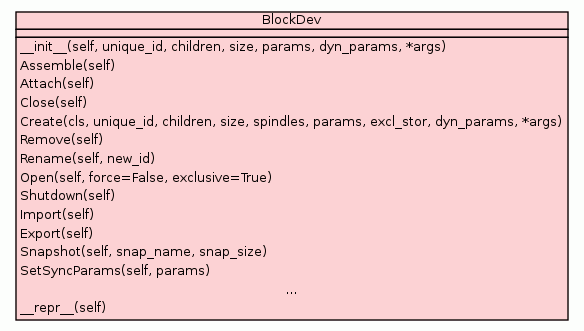 BlockDev
__init__(self, unique_id, children, size, params, dyn_params, *args)
Assemble(self)
Attach(self)
Close(self)
Create(cls, unique_id, children, size, spindles, params, excl_stor, dyn_params, *args)
Remove(self)
Rename(self, new_id)
Open(self, force=False, exclusive=True)
Shutdown(self)
Import(self)
Export(self)
Snapshot(self, snap_name, snap_size)
SetSyncParams(self, params)
...
__repr__(self)